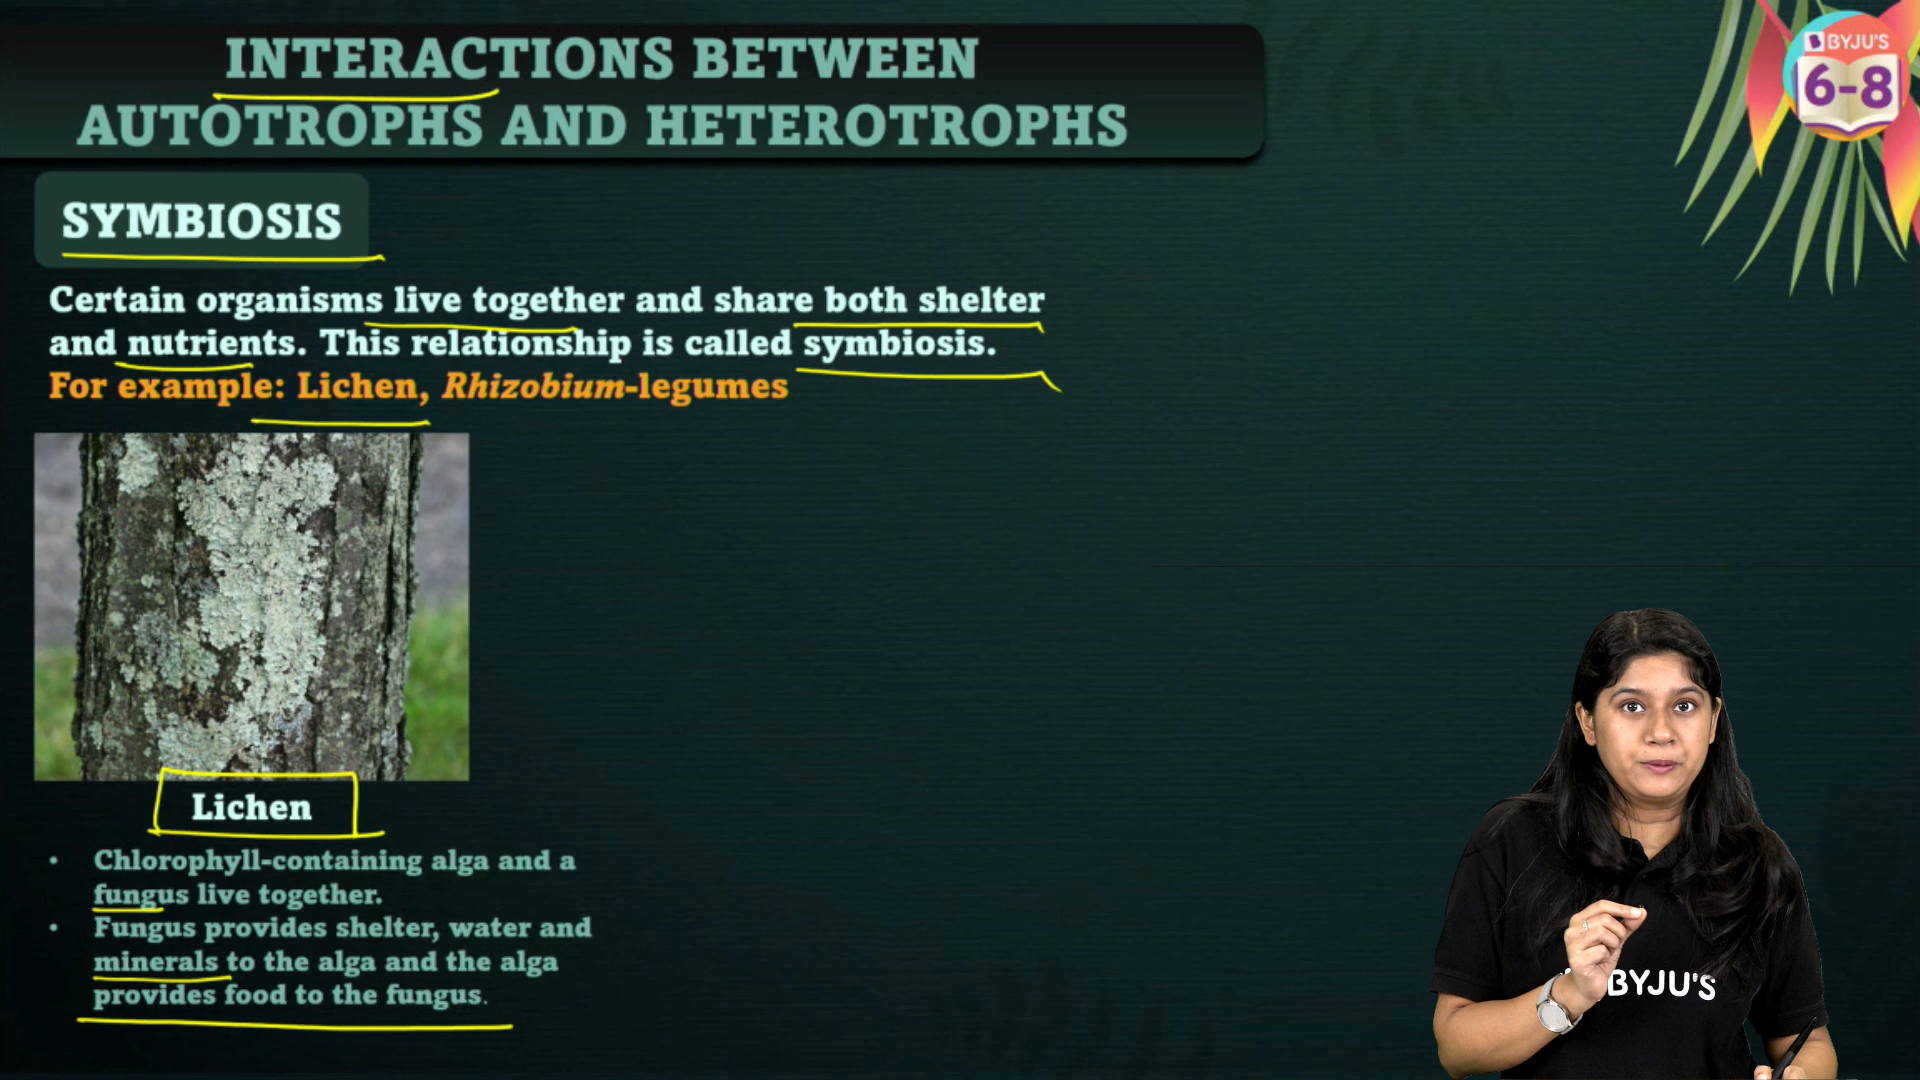 INTERACTIONS BETWEEN
AUTOTROPHS AND HETEROTROPHS
BYJU'S
6-8
SYMBIOSIS
Certain organisms live together and share both shelter
and nutrients. This relationship is called symbiosis.
For example: Lichen, Rhizobium-legumes
Lichen
• Chlorophyll-containing alga and a
fungus live together.
• Fungus provides shelter, water and
minerals to the alga and the alga
provides food to the fungus.
BYJU'S